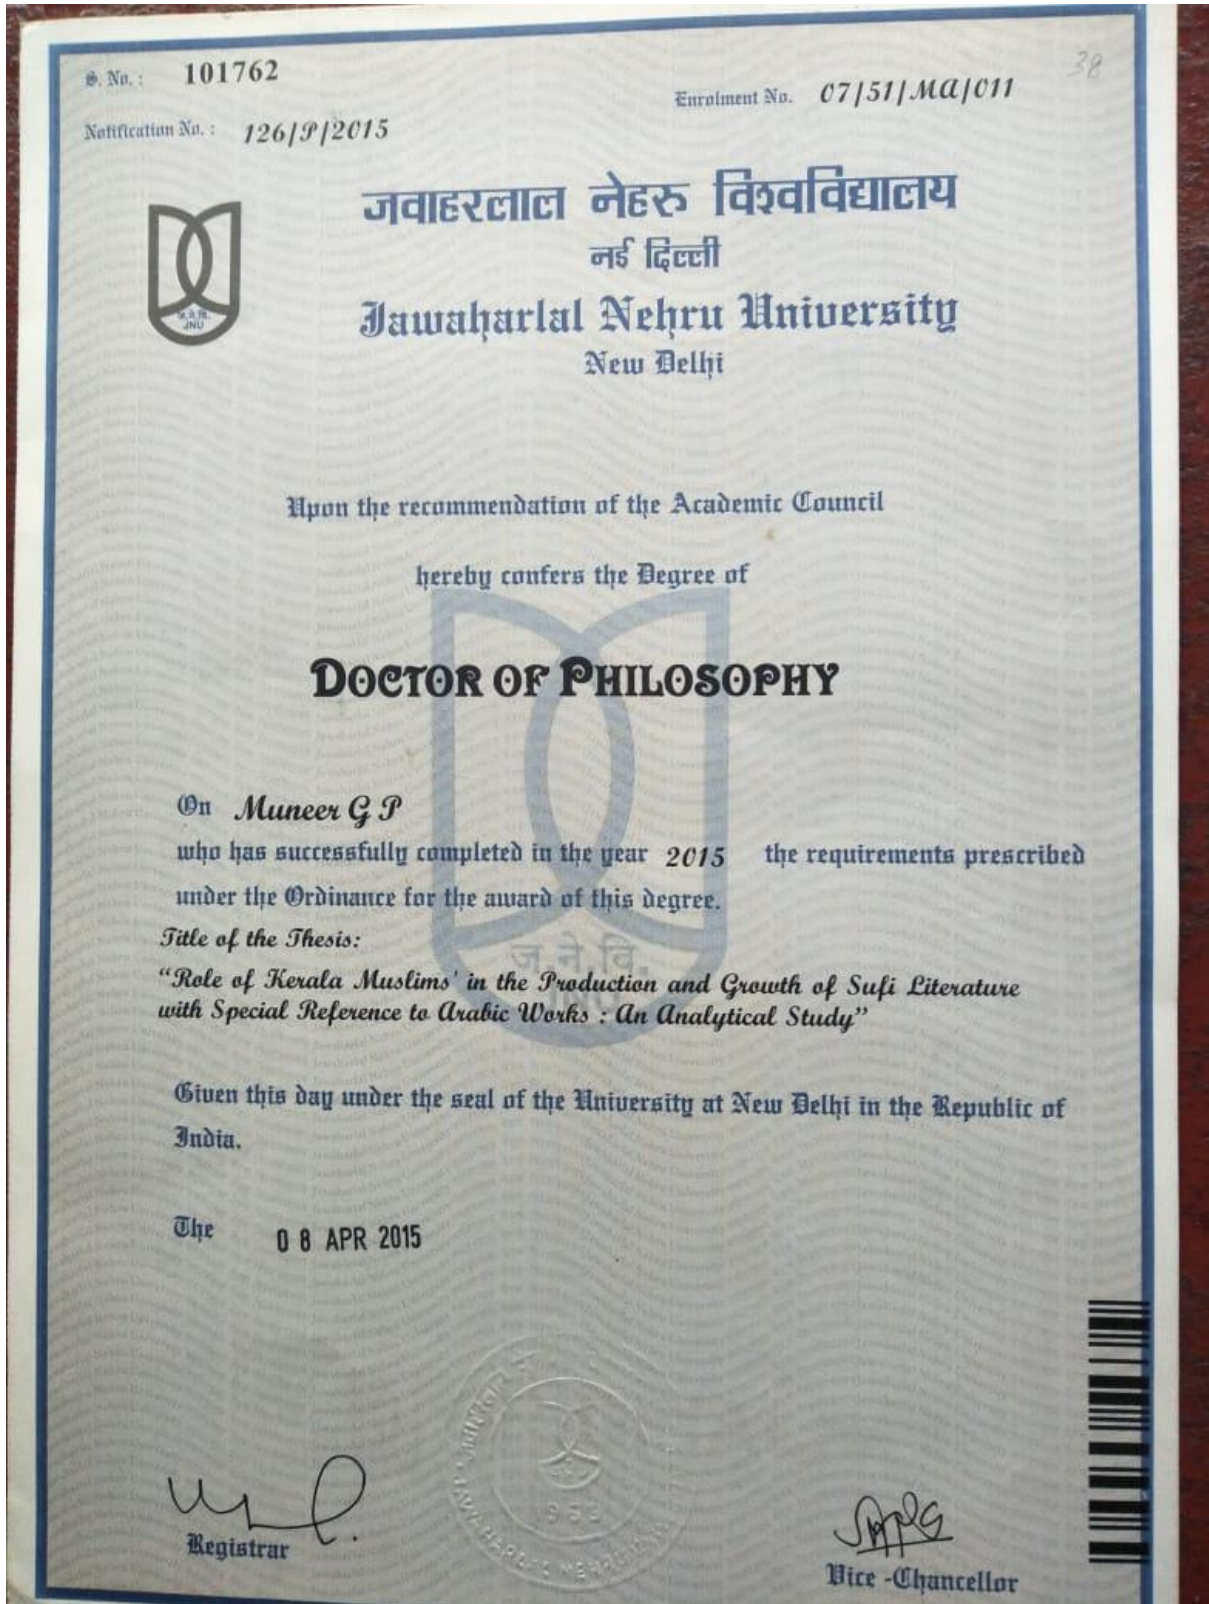 S. No. : 101762
38
Enrolment No. 07/51/MA/011
Notification No. : 126/P/2015
जवाहरलाल नेहरु विश्वविद्यालय
नई दिल्ली
ज.ने.वि.
JNU
Jawaharlal Nehru University
New Delhi
Upon the recommendation of the Academic Council
hereby confers the Degree of
DOCTOR OF PHILOSOPHY
On Muneer G P
who has successfully completed in the year 2015 the requirements prescribed
under the Ordinance for the award of this degree.
Title of the Thesis:
ज.ने.वि.
JNU
“Role of Kerala Muslims' in the Production and Growth of Sufi Literature
with Special Reference to Arabic Works : An Analytical Study”
Given this day under the seal of the University at New Delhi in the Republic of
India.
The 08 APR 2015
JAWAHARLAL NEHRU
Registrar
Vice -Chancellor